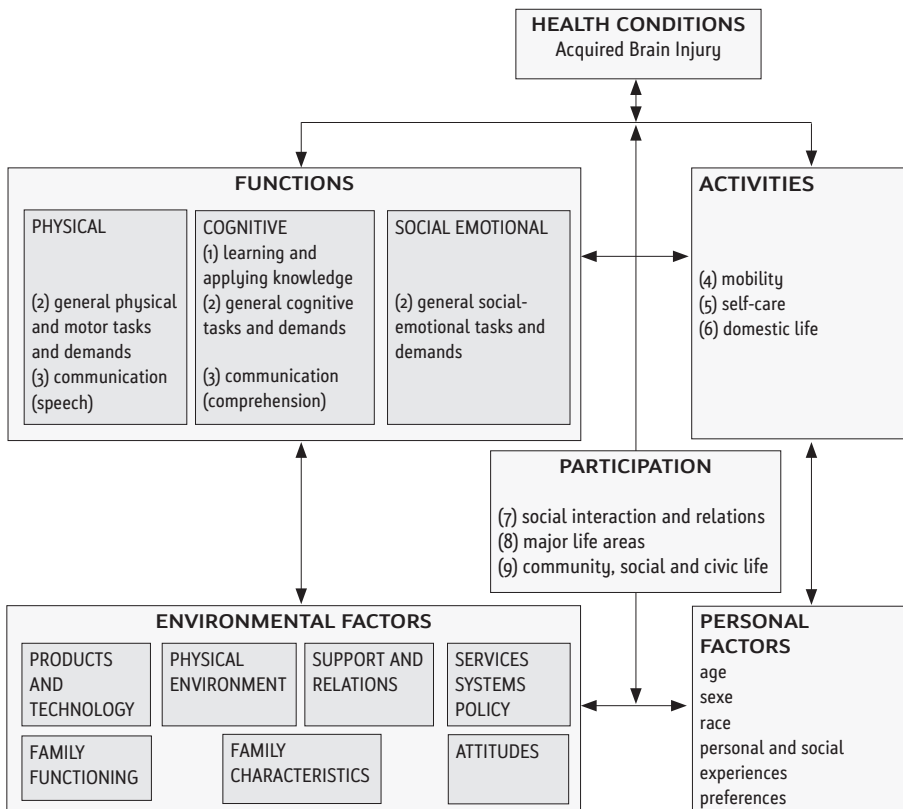 HEALTH CONDITIONS
Acquired Brain Injury
FUNCTIONS
PHYSICAL
(2) general physical
and motor tasks
and demands
(3) communication
(speech)
COGNITIVE
(1) learning and
applying knowledge
(2) general cognitive
tasks and demands
(3) communication
(comprehension)
SOCIAL EMOTIONAL
(2) general social-
emotional tasks and
demands
ACTIVITIES
(4) mobility
(5) self-care
(6) domestic life
PARTICIPATION
(7) social interaction and relations
(8) major life areas
(9) community, social and civic life
ENVIRONMENTAL FACTORS
PRODUCTS
AND
TECHNOLOGY
PHYSICAL
ENVIRONMENT
SUPPORT AND
RELATIONS
SERVICES
SYSTEMS
POLICY
FAMILY
FUNCTIONING
FAMILY
CHARACTERISTICS
ATTITUDES
PERSONAL
FACTORS
age
sexe
race
personal and social
experiences
preferences